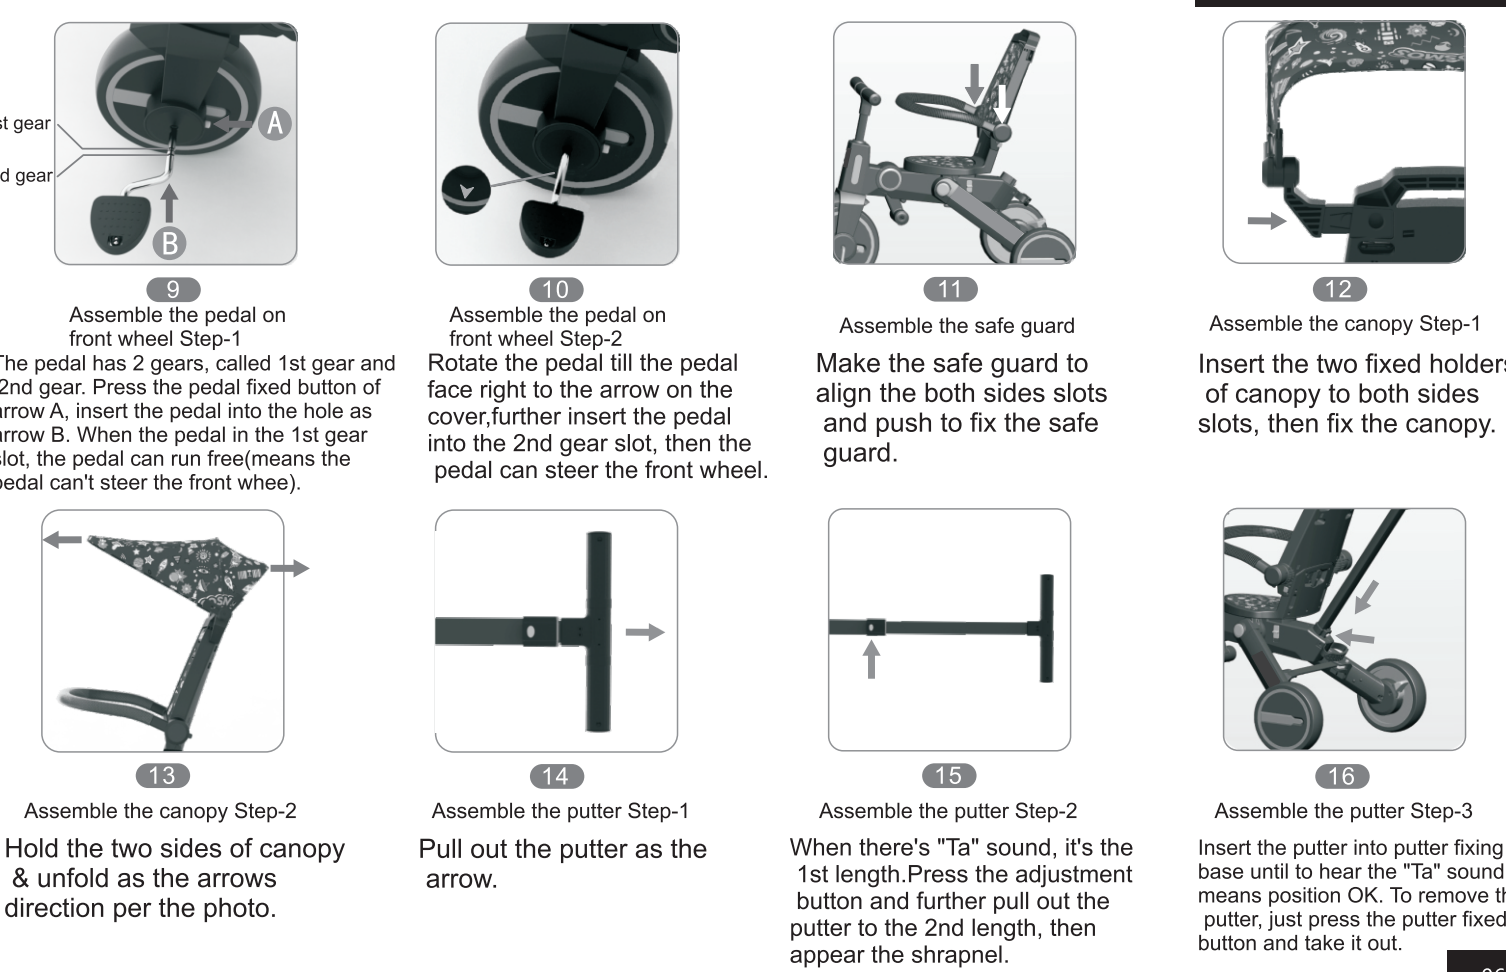 st gear
d gear
A
B
9
Assemble the pedal on
front wheel Step-1
The pedal has 2 gears, called 1st gear and
2nd gear. Press the pedal fixed button of
arrow A, insert the pedal into the hole as
arrow B. When the pedal in the 1st gear
slot, the pedal can run free(means the
pedal can't steer the front whee).
10
Assemble the pedal on
front wheel Step-2
Rotate the pedal till the pedal
face right to the arrow on the
cover,further insert the pedal
into the 2nd gear slot, then the
pedal can steer the front wheel.
11
Assemble the safe guard
Make the safe guard to
align the both sides slots
and push to fix the safe
guard.
12
Assemble the canopy Step-1
Insert the two fixed holders
of canopy to both sides
slots, then fix the canopy.
13
Assemble the canopy Step-2
Hold the two sides of canopy
& unfold as the arrows
direction per the photo.
14
Assemble the putter Step-1
Pull out the putter as the
arrow.
15
Assemble the putter Step-2
When there's "Ta" sound, it's the
1st length.Press the adjustment
button and further pull out the
putter to the 2nd length, then
appear the shrapnel.
16
Assemble the putter Step-3
Insert the putter into putter fixing
base until to hear the "Ta" sound
means position OK. To remove th
putter, just press the putter fixed
button and take it out.